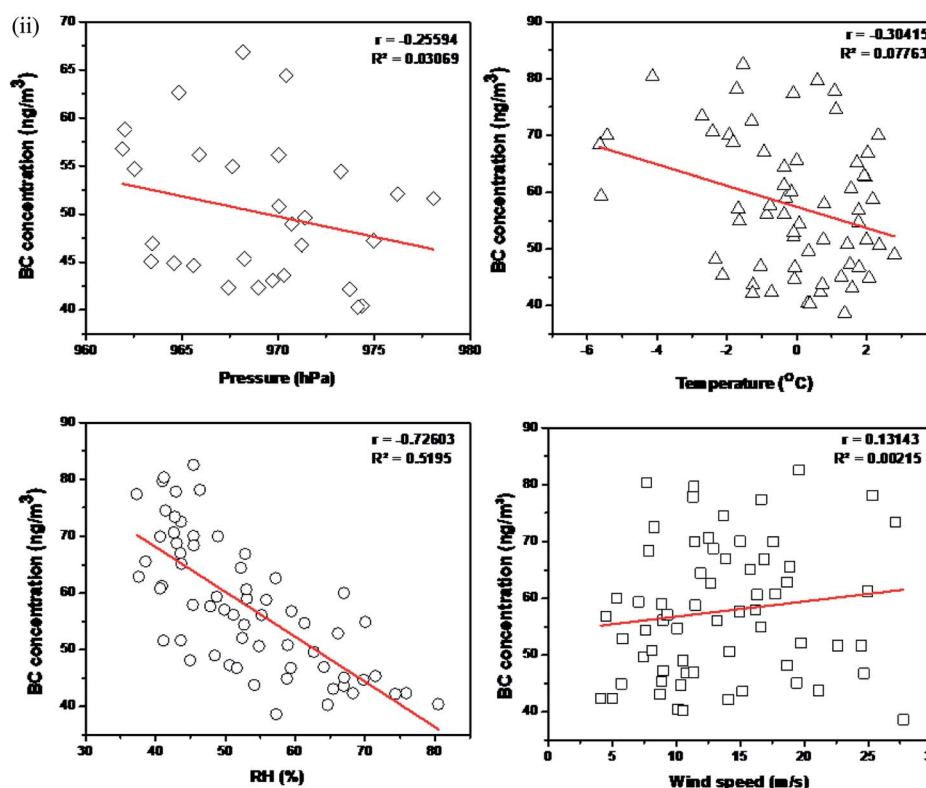 (ii)
r = -0.25594
R² = 0.03069
BC concentration (ng/m³)
70
65
60
55
50
45
40
960
965
970
975
980
Pressure (hPa)
r = -0.30415
R² = 0.07763
BC concentration (ng/m³)
90
80
70
60
50
40
-6
-4
-2
0
2
Temperature (°C)
r = -0.72603
R² = 0.5195
BC concentration (ng/m³)
90
80
70
60
50
40
30
40
50
60
70
80
RH (%)
r = 0.13143
R² = 0.00215
BC concentration (ng/m³)
90
80
70
60
50
40
0
5
10
15
20
25
Wind speed (m/s)